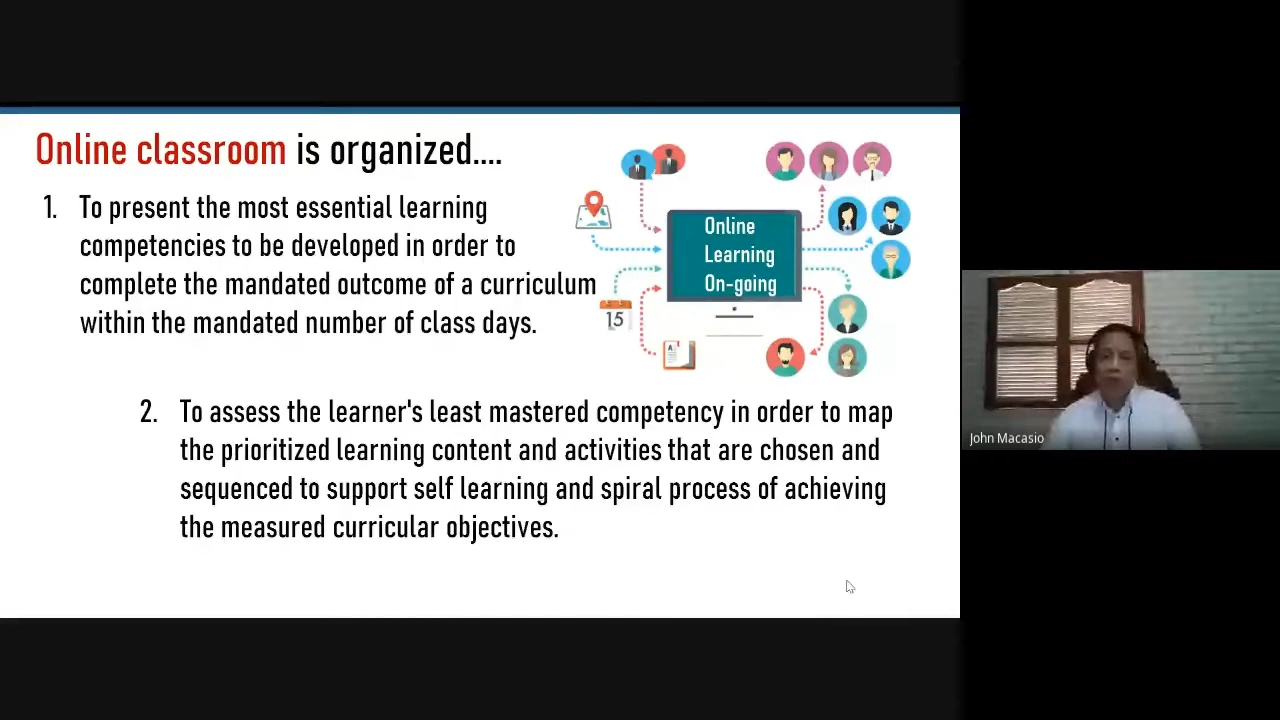 Online classroom is organized....
1. To present the most essential learning
competencies to be developed in order to
complete the mandated outcome of a curriculum
within the mandated number of class days.
Online
Learning
On-going
15
A
2. To assess the learner's least mastered competency in order to map
the prioritized learning content and activities that are chosen and
sequenced to support self learning and spiral process of achieving
the measured curricular objectives.
John Macasio